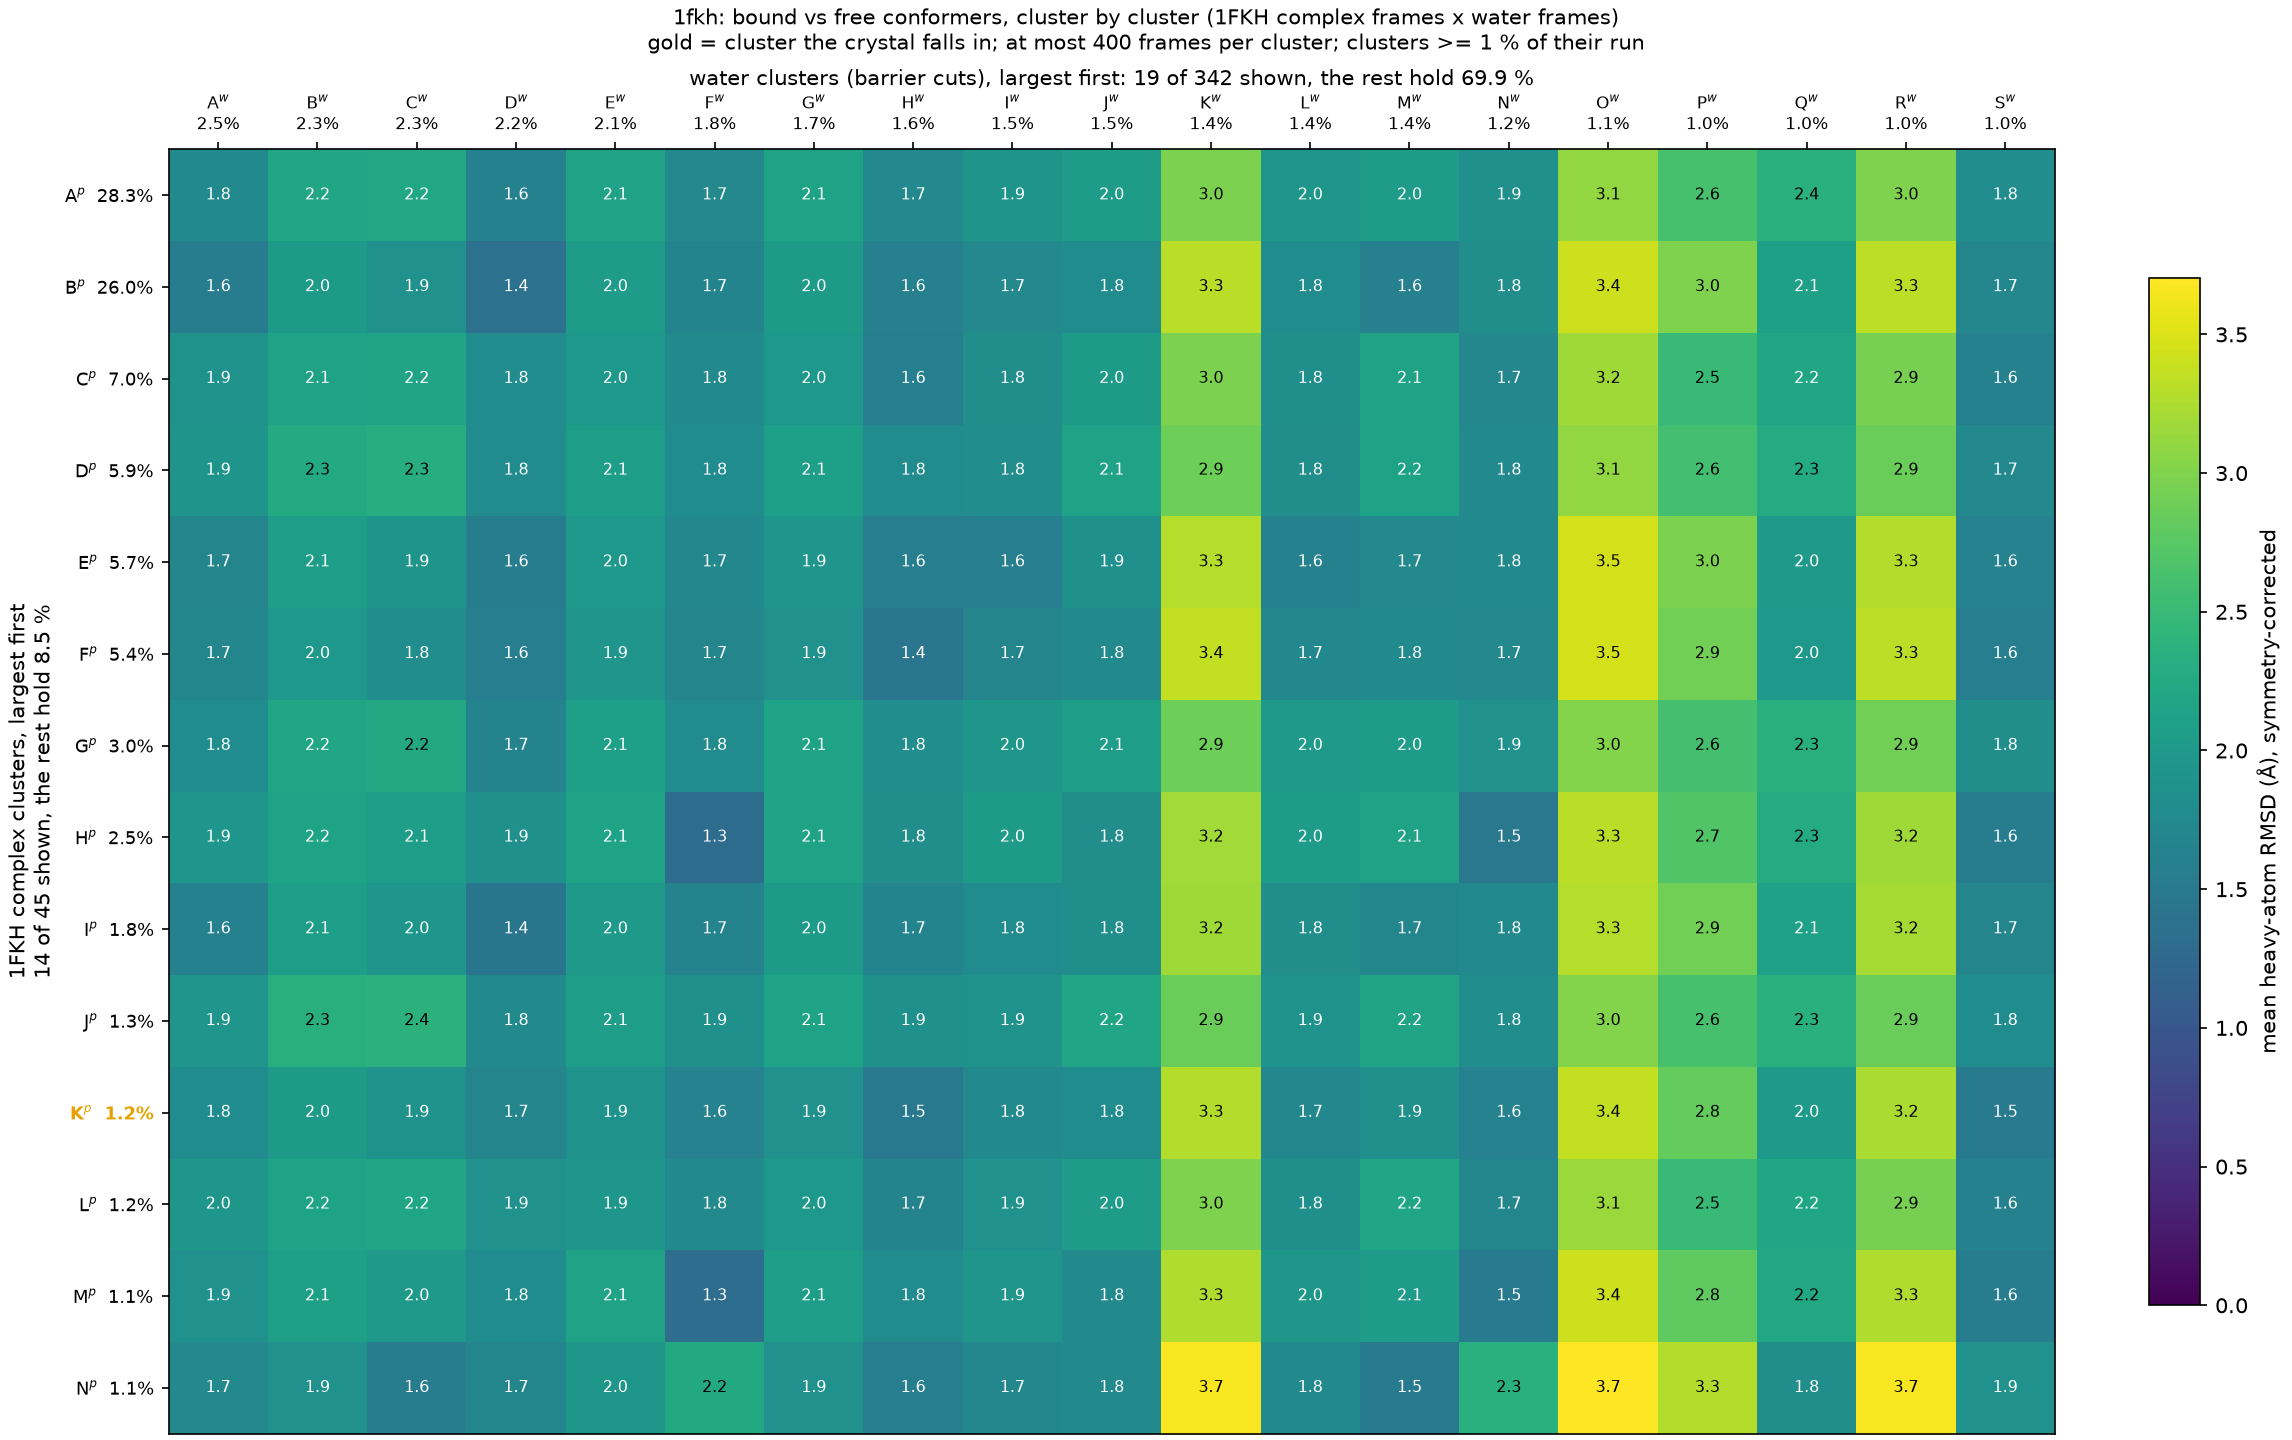 1fkh: bound vs free conformers, cluster by cluster (1FKH complex frames x water frames)
gold = cluster the crystal falls in; at most 400 frames per cluster; clusters >= 1 % of their run
water clusters (barrier cuts), largest first: 19 of 342 shown, the rest hold 69.9 %
Aʷ Bʷ Cʷ Dʷ Eʷ Fʷ Gʷ Hʷ Iʷ Jʷ Kʷ Lʷ Mʷ Nʷ Oʷ Pʷ Qʷ Rʷ Sʷ
2.5% 2.3% 2.3% 2.2% 2.1% 1.8% 1.7% 1.6% 1.5% 1.5% 1.4% 1.4% 1.4% 1.2% 1.1% 1.0% 1.0% 1.0% 1.0%
Aᵖ 28.3% 1.8 2.2 2.2 1.6 2.1 1.7 2.1 1.7 1.9 2.0 3.0 2.0 2.0 1.9 3.1 2.6 2.4 3.0 1.8
Bᵖ 26.0% 1.6 2.0 1.9 1.4 2.0 1.7 2.0 1.6 1.7 1.8 3.3 1.8 1.6 1.8 3.4 3.0 2.1 3.3 1.7
Cᵖ 7.0% 1.9 2.1 2.2 1.8 2.0 1.8 2.0 1.6 1.8 2.0 3.0 1.8 2.1 1.7 3.2 2.5 2.2 2.9 1.6
Dᵖ 5.9% 1.9 2.3 2.3 1.8 2.1 1.8 2.1 1.8 1.8 2.1 2.9 1.8 2.2 1.8 3.1 2.6 2.3 2.9 1.7
Eᵖ 5.7% 1.7 2.1 1.9 1.6 2.0 1.7 1.9 1.6 1.6 1.9 3.3 1.6 1.7 1.8 3.5 3.0 2.0 3.3 1.6
Fᵖ 5.4% 1.7 2.0 1.8 1.6 1.9 1.7 1.9 1.4 1.7 1.8 3.4 1.7 1.8 1.7 3.5 2.9 2.0 3.3 1.6
Gᵖ 3.0% 1.8 2.2 2.2 1.7 2.1 1.8 2.1 1.8 2.0 2.1 2.9 2.0 2.0 1.9 3.0 2.6 2.3 2.9 1.8
Hᵖ 2.5% 1.9 2.2 2.1 1.9 2.1 1.3 2.1 1.8 2.0 1.8 3.2 2.0 2.1 1.5 3.3 2.7 2.3 3.2 1.6
Iᵖ 1.8% 1.6 2.1 2.0 1.4 2.0 1.7 2.0 1.7 1.8 1.8 3.2 1.8 1.7 1.8 3.3 2.9 2.1 3.2 1.7
Jᵖ 1.3% 1.9 2.3 2.4 1.8 2.1 1.9 2.1 1.9 1.9 2.2 2.9 1.9 2.2 1.8 3.0 2.6 2.3 2.9 1.8
Kᵖ 1.2% 1.8 2.0 1.9 1.7 1.9 1.6 1.9 1.5 1.8 1.8 3.3 1.7 1.9 1.6 3.4 2.8 2.0 3.2 1.5
Lᵖ 1.2% 2.0 2.2 2.2 1.9 1.9 1.8 2.0 1.7 1.9 2.0 3.0 1.8 2.2 1.7 3.1 2.5 2.2 2.9 1.6
Mᵖ 1.1% 1.9 2.1 2.0 1.8 2.1 1.3 2.1 1.8 1.9 1.8 3.3 2.0 2.1 1.5 3.4 2.8 2.2 3.3 1.6
Nᵖ 1.1% 1.7 1.9 1.6 1.7 2.0 2.2 1.9 1.6 1.7 1.8 3.7 1.8 1.5 2.3 3.7 3.3 1.8 3.7 1.9
1FKH complex clusters, largest first
14 of 45 shown, the rest hold 8.5 %
3.5
3.0
2.5
2.0
1.5
1.0
0.5
0.0
mean heavy-atom RMSD (Å), symmetry-corrected